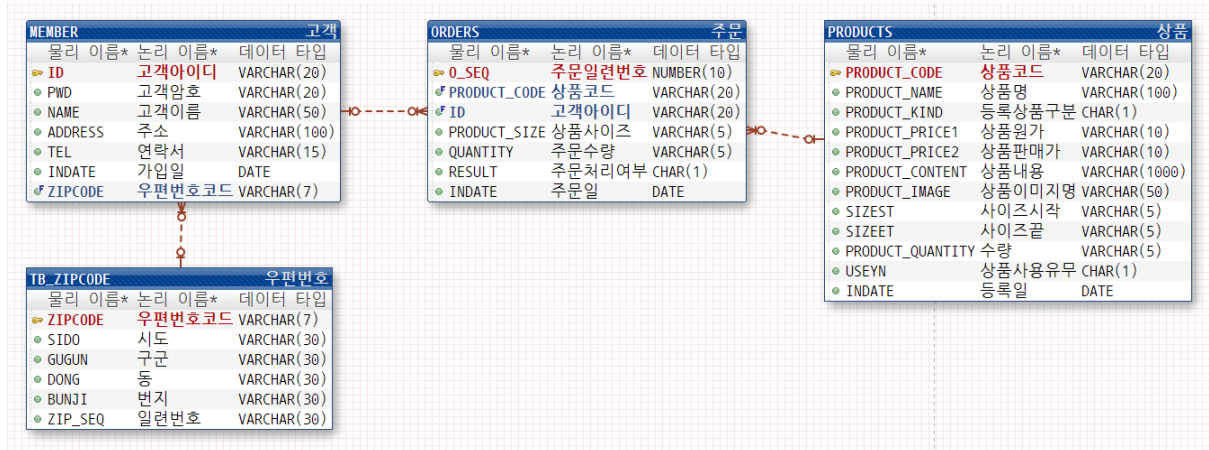 MEMBER 고객
물리 이름* 논리 이름* 데이터 타입
ID 고객아이디 VARCHAR(20)
PWD 고객암호 VARCHAR(20)
NAME 고객이름 VARCHAR(50)
ADDRESS 주소 VARCHAR(100)
TEL 연락서 VARCHAR(15)
INDATE 가입일 DATE
ZIPCODE 우편번호코드 VARCHAR(7)
ORDERS 주문
물리 이름* 논리 이름* 데이터 타입
O_SEQ 주문일련번호 NUMBER(10)
PRODUCT_CODE 상품코드 VARCHAR(20)
ID 고객아이디 VARCHAR(20)
PRODUCT_SIZE 상품사이즈 VARCHAR(5)
QUANTITY 주문수량 VARCHAR(5)
RESULT 주문처리여부 CHAR(1)
INDATE 주문일 DATE
PRODUCTS 상품
물리 이름* 논리 이름* 데이터 타입
PRODUCT_CODE 상품코드 VARCHAR(20)
PRODUCT_NAME 상품명 VARCHAR(100)
PRODUCT_KIND 등록상품구분 CHAR(1)
PRODUCT_PRICE1 상품원가 VARCHAR(10)
PRODUCT_PRICE2 상품판매가 VARCHAR(10)
PRODUCT_CONTENT 상품내용 VARCHAR(1000)
PRODUCT_IMAGE 상품이미지명 VARCHAR(50)
SIZEST 사이즈시작 VARCHAR(5)
SIZEET 사이즈끝 VARCHAR(5)
PRODUCT_QUANTITY 수량 VARCHAR(5)
USEYN 상품사용유무 CHAR(1)
INDATE 등록일 DATE
TB_ZIPCODE 우편번호
물리 이름* 논리 이름* 데이터 타입
ZIPCODE 우편번호코드 VARCHAR(7)
SIDO 시도 VARCHAR(30)
GUGUN 구군 VARCHAR(30)
DONG 동 VARCHAR(30)
BUNJI 번지 VARCHAR(30)
ZIP_SEQ 일련번호 VARCHAR(30)